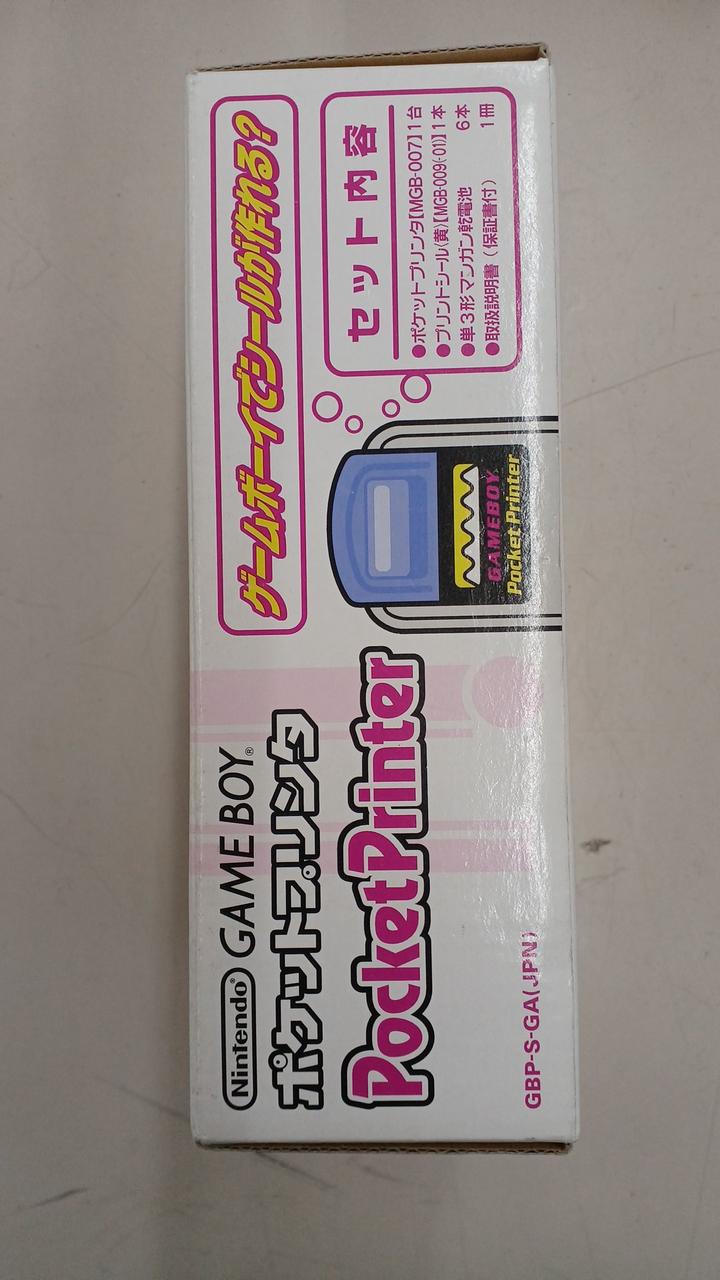 Nintendo® GAME BOY®
ポケットプリンタ
PocketPrinter
GBP-S-GA(JPN)
ゲームボーイでシールが作れる?
GAMEBOY
Pocket Printer
セット内容
●ポケットプリンタ【MGB-007】1台
●プリントシール〈黄〉【MGB-009(-01)】1本
●単3形マンガン乾電池 6本
●取扱説明書(保証書付) 1冊